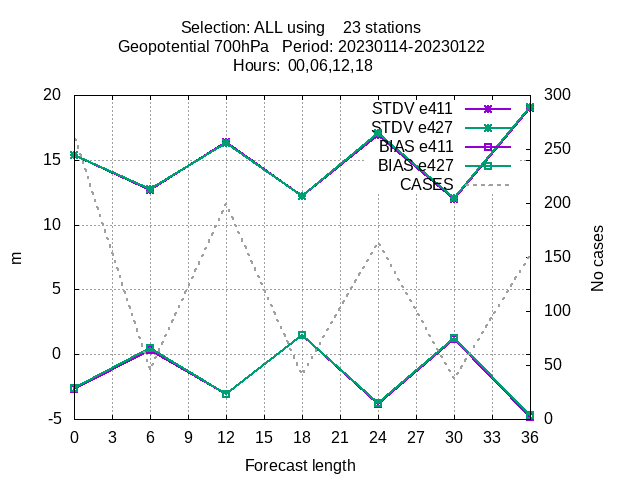 Selection: ALL using    23 stations
Geopotential 700hPa   Period: 20230114-20230122
Hours:  00,06,12,18
STDV e411
STDV e427
BIAS e411
BIAS e427
CASES
20
15
10
5
0
-5
m
300
250
200
150
100
50
0
No cases
0 3 6 9 12 15 18 21 24 27 30 33 36
Forecast length